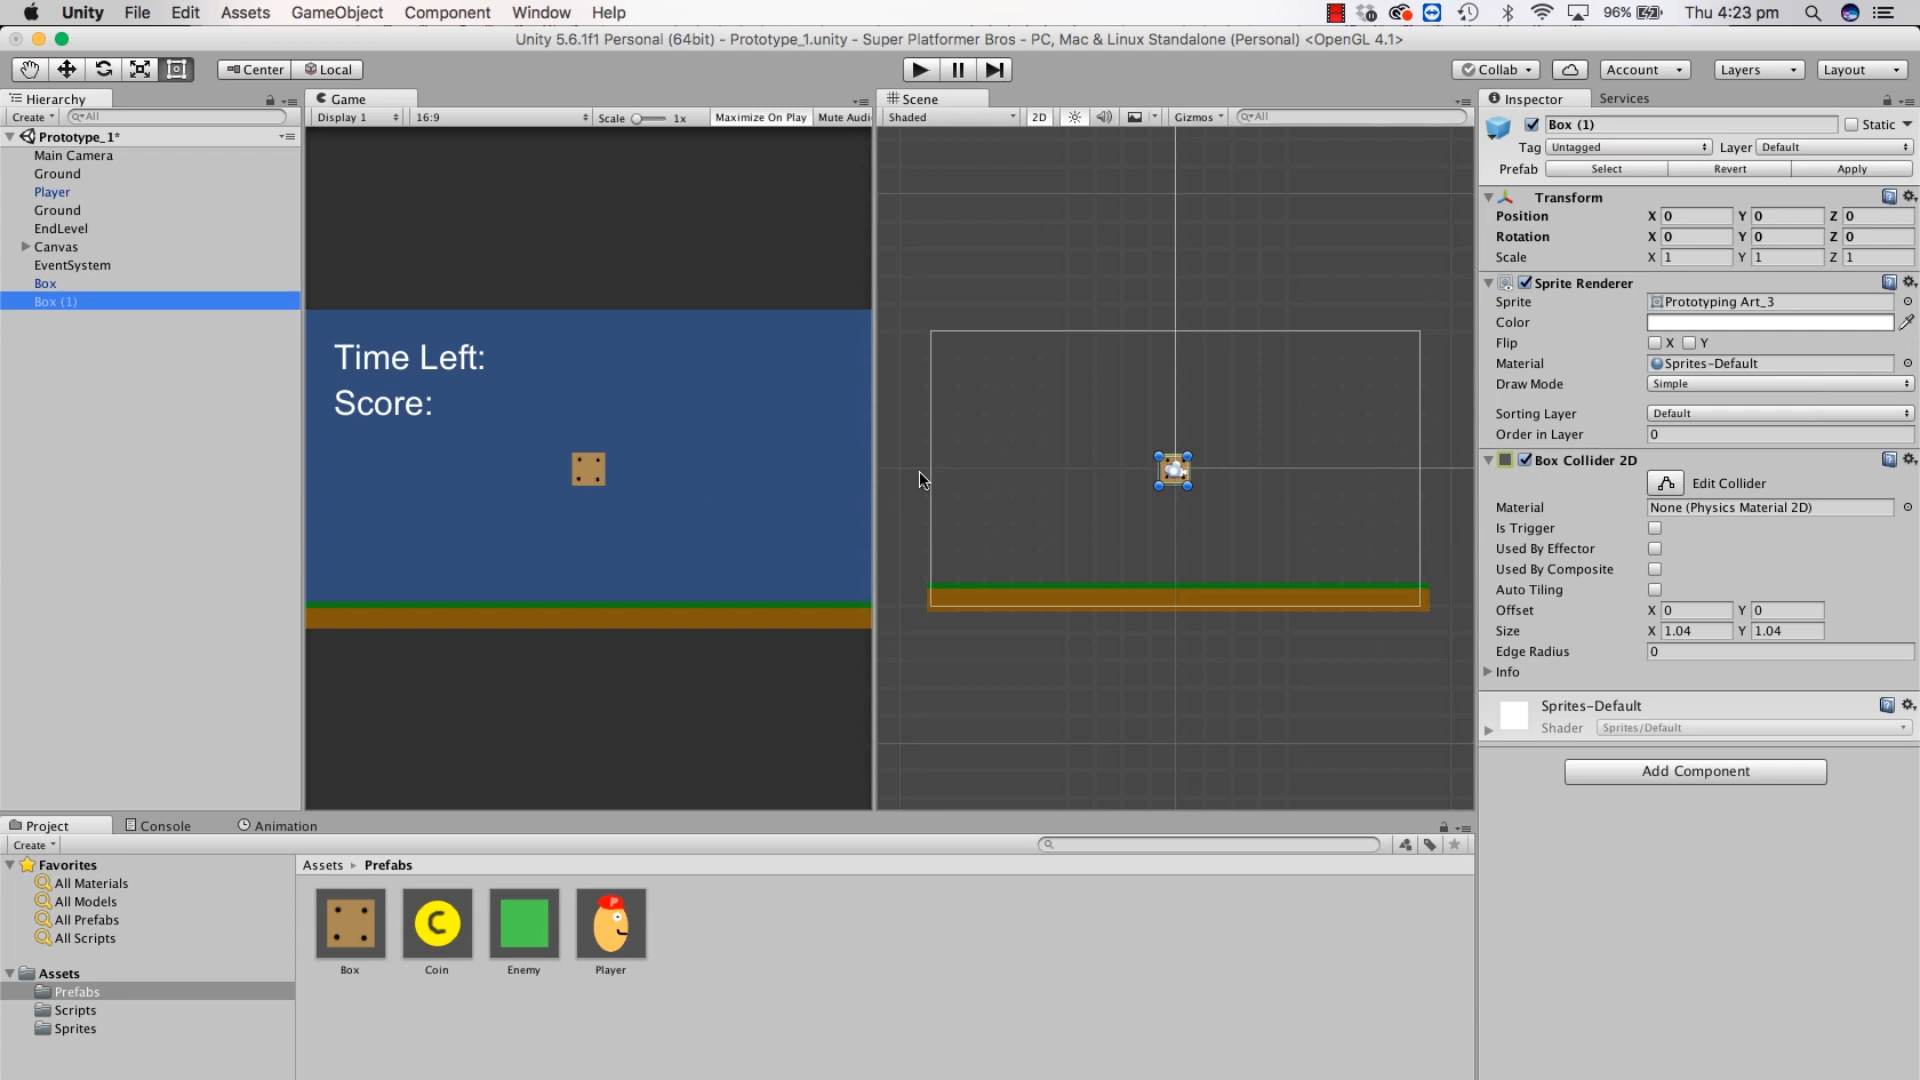 Unity File Edit Assets GameObject Component Window Help 96% Thu 4:23 pm
Unity 5.6.1f1 Personal (64bit) - Prototype_1.unity - Super Platformer Bros - PC, Mac & Linux Standalone (Personal) <OpenGL 4.1>
Center Local Collab Account Layers Layout
Hierarchy
Create All
Prototype_1*
Main Camera
Ground
Player
Ground
EndLevel
Canvas
EventSystem
Box
Box (1)
Game
Display 1 16:9 Scale 1x Maximize On Play Mute Audi
Time Left:
Score:
Scene
Shaded 2D Gizmos All
Inspector Services
Box (1) Static
Tag Untagged Layer Default
Prefab Select Revert Apply
Transform
Position X 0 Y 0 Z 0
Rotation X 0 Y 0 Z 0
Scale X 1 Y 1 Z 1
Sprite Renderer
Sprite Prototyping Art_3
Color
Flip X Y
Material Sprites-Default
Draw Mode Simple
Sorting Layer Default
Order in Layer 0
Box Collider 2D
Edit Collider
Material None (Physics Material 2D)
Is Trigger
Used By Effector
Used By Composite
Auto Tiling
Offset X 0 Y 0
Size X 1.04 Y 1.04
Edge Radius 0
Info
Sprites-Default
Shader Sprites/Default
Add Component
Project Console Animation
Create
Favorites
All Materials
All Models
All Prefabs
All Scripts
Assets
Prefabs
Scripts
Sprites
Assets Prefabs
C P
Box Coin Enemy Player